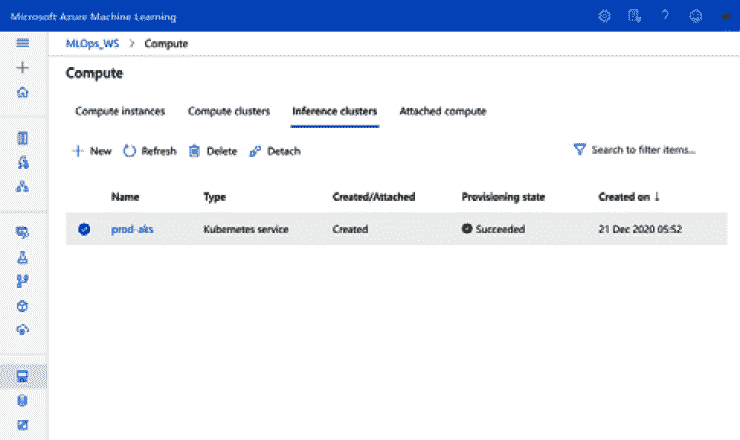 Microsoft Azure Machine Learning
MLOps_WS > Compute
Compute
Compute instances Compute clusters Inference clusters Attached compute
New Refresh Delete Detach Search to filter items...
Name Type Created/Attached Provisioning state Created on ↓
prod-aks Kubernetes service Created Succeeded 21 Dec 2020 05:52